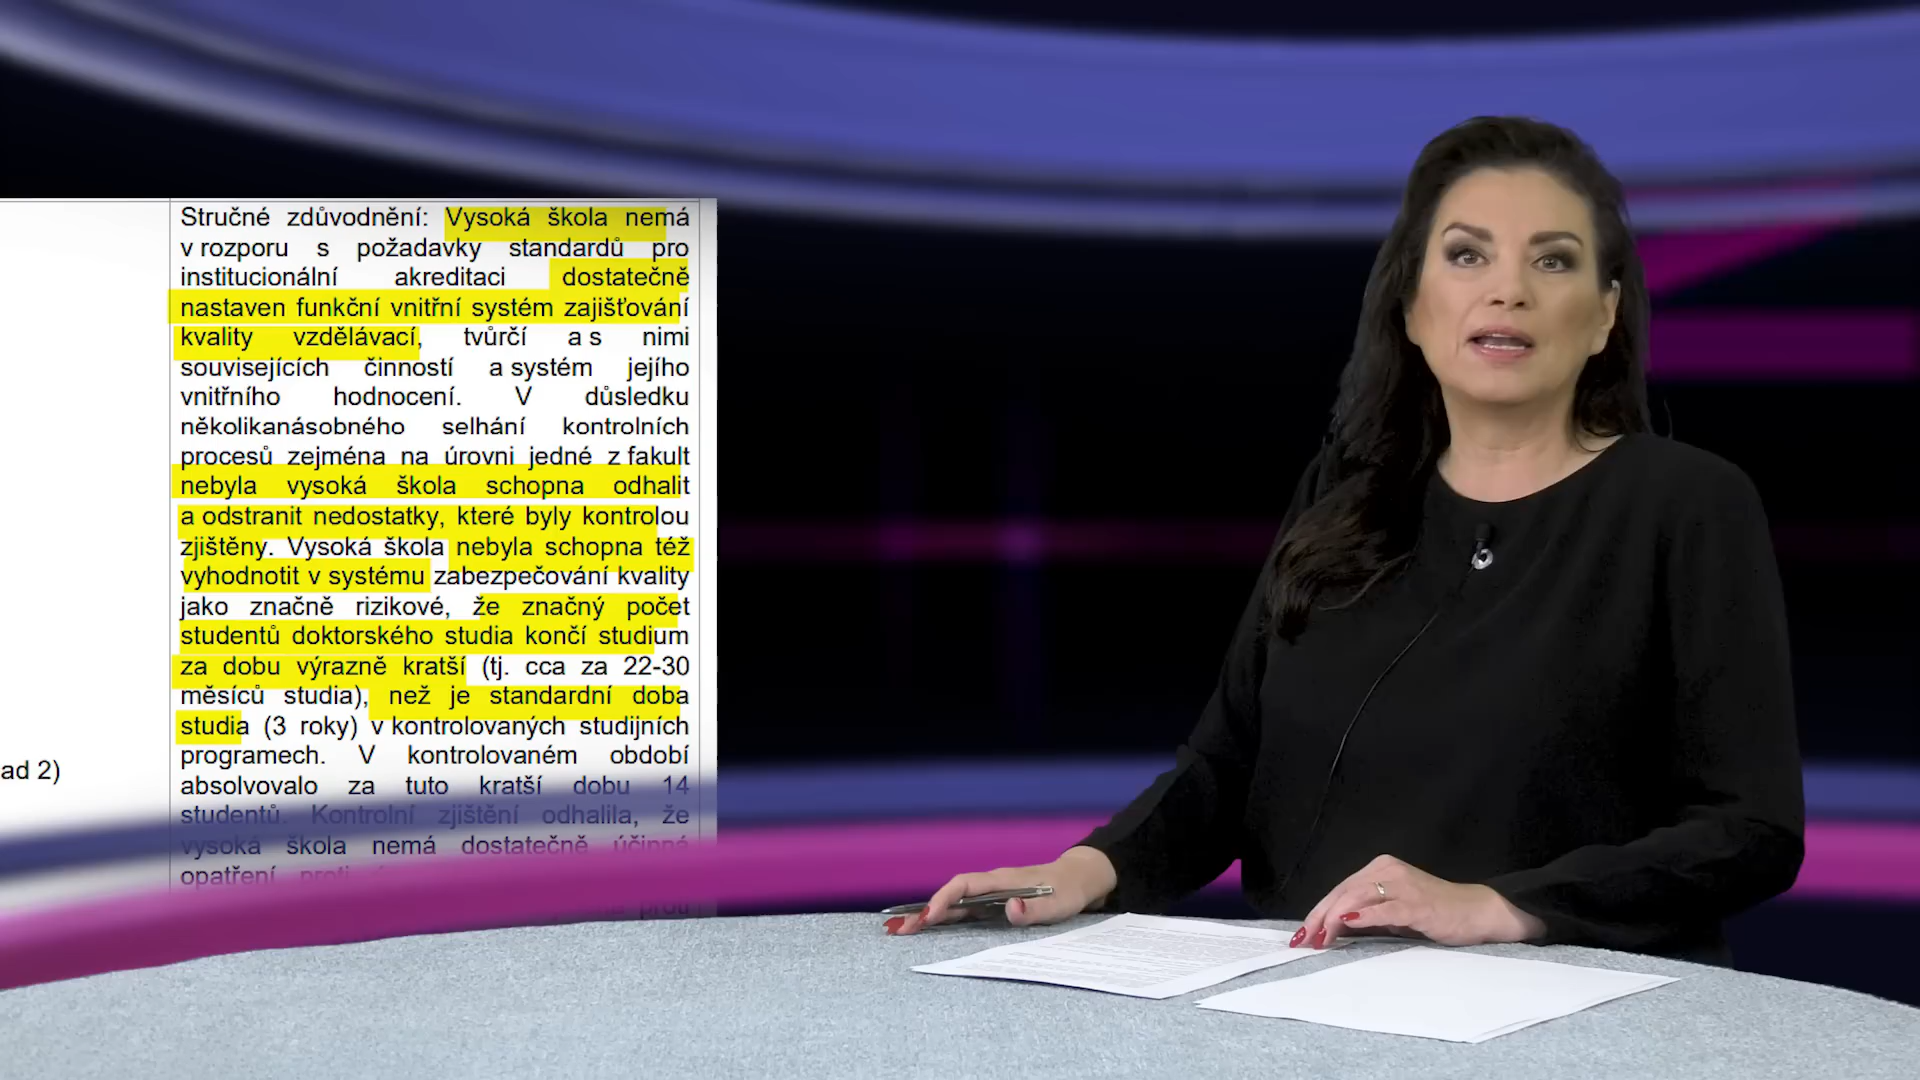 Stručné zdůvodnění: Vysoká škola nemá
v rozporu s požadavky standardů pro
institucionální akreditaci dostatečně
nastaven funkční vnitřní systém zajišťování
kvality vzdělávací, tvůrčí a s nimi
souvisejících činností a systém jejího
vnitřního hodnocení. V důsledku
několikanásobného selhání kontrolních
procesů zejména na úrovni jedné z fakult
nebyla vysoká škola schopna odhalit
a odstranit nedostatky, které byly kontrolou
zjištěny. Vysoká škola nebyla schopna též
vyhodnotit v systému zabezpečování kvality
jako značně rizikové, že značný počet
studentů doktorského studia končí studium
za dobu výrazně kratší (tj. cca za 22-30
měsíců studia), než je standardní doba
studia (3 roky) v kontrolovaných studijních
programech. V kontrolovaném období
ad 2)
absolvovalo za tuto kratší dobu 14
studentů. Kontrolní zjištění odhalila, že
vysoká škola nemá dostatečně účinná
opatření